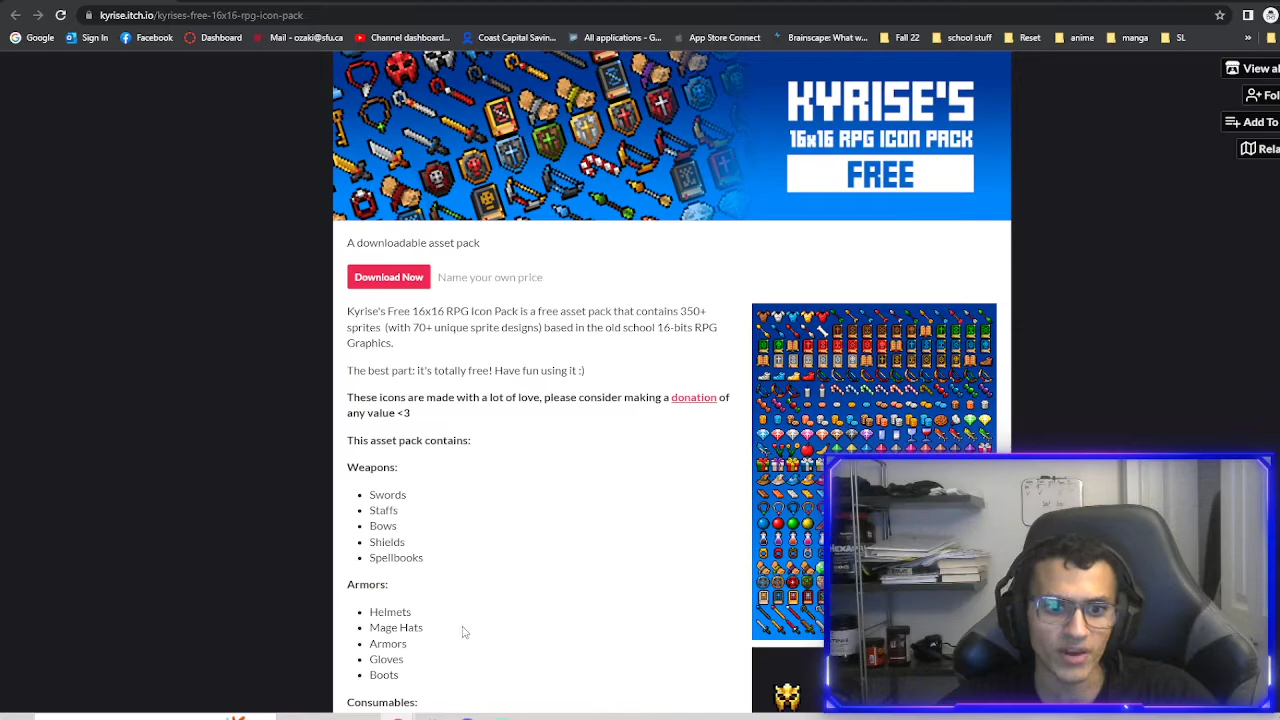 kyrise.itch.io/kyrises-free-16x16-rpg-icon-pack
Google
Sign In
Facebook
Dashboard
Mail - ozaki@sfu.ca
Channel dashboard...
Coast Capital Savin...
All applications - G...
App Store Connect
Brainscape: What w...
Fall 22
school stuff
Reset
anime
manga
SL
»
View al
Fol
Add To
Rela
KYRISE'S
16x16 RPG ICON PACK
FREE
A downloadable asset pack
Download Now Name your own price
Kyrise's Free 16x16 RPG Icon Pack is a free asset pack that contains 350+
sprites (with 70+ unique sprite designs) based in the old school 16-bits RPG
Graphics.
The best part: it's totally free! Have fun using it :)
These icons are made with a lot of love, please consider making a donation of
any value <3
This asset pack contains:
Weapons:
• Swords
• Staffs
• Bows
• Shields
• Spellbooks
Armors:
• Helmets
• Mage Hats
• Armors
• Gloves
• Boots
Consumables: